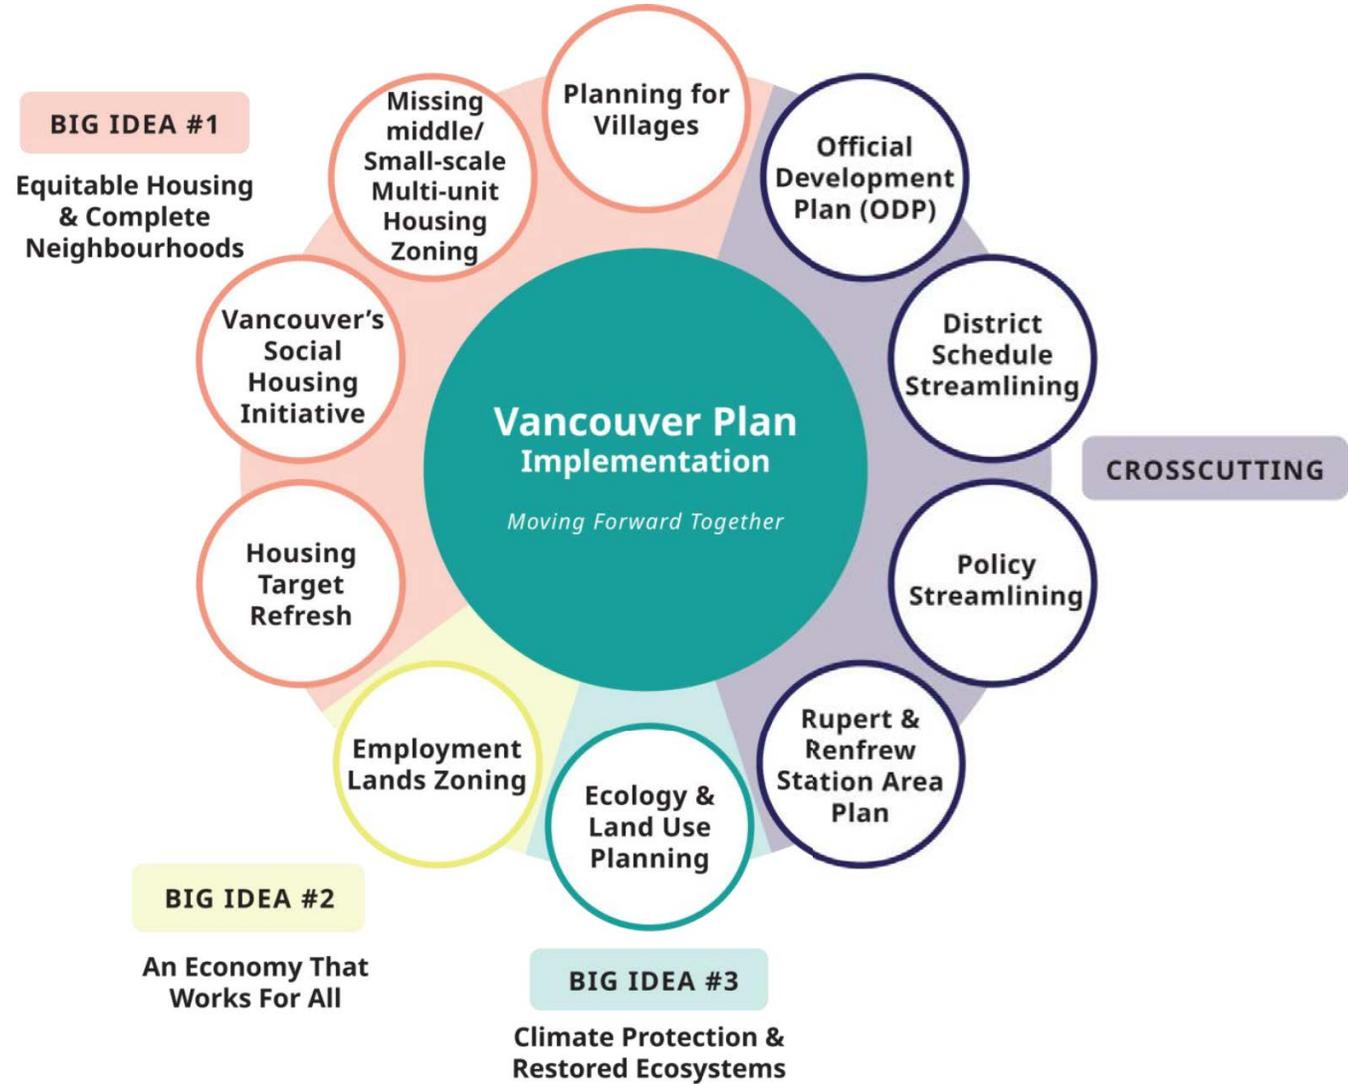 BIG IDEA #1
Equitable Housing
& Complete
Neighbourhoods
Missing
middle/
Small-scale
Multi-unit
Housing
Zoning
Planning for
Villages
Official
Development
Plan (ODP)
Vancouver's
Social
Housing
Initiative
District
Schedule
Streamlining
Vancouver Plan
Implementation
Moving Forward Together
CROSSCUTTING
Housing
Target
Refresh
Policy
Streamlining
Employment
Lands Zoning
Ecology &
Land Use
Planning
Rupert &
Renfrew
Station Area
Plan
BIG IDEA #2
An Economy That
Works For All
BIG IDEA #3
Climate Protection &
Restored Ecosystems